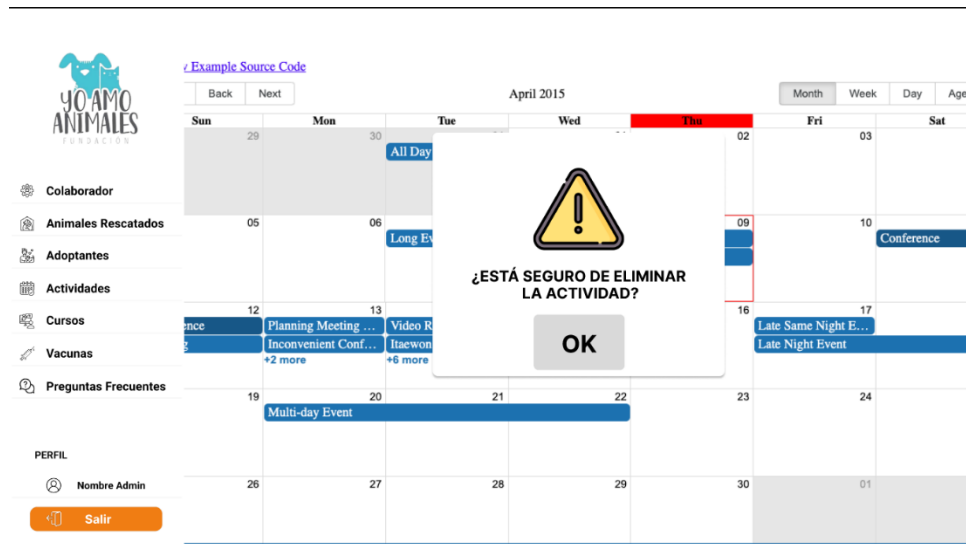 YO AMO
ANIMALES
FUNDACIÓN
Colaborador
Animales Rescatados
Adoptantes
Actividades
Cursos
Vacunas
Preguntas Frecuentes
PERFIL
Nombre Admin
Salir
Example Source Code
Back Next April 2015 Month Week Day Age
Sun Mon Tue Wed Thu Fri Sat
29 30 02 03
All Day
05 06 09 10
Long Ev Conference
12 13 16 17
ence Planning Meeting ... Video R Late Same Night E...
Inconvenient Conf... Itaewon Late Night Event
+2 more +6 more
19 20 21 22 23 24
Multi-day Event
26 27 28 29 30 01
¿ESTÁ SEGURO DE ELIMINAR
LA ACTIVIDAD?
OK